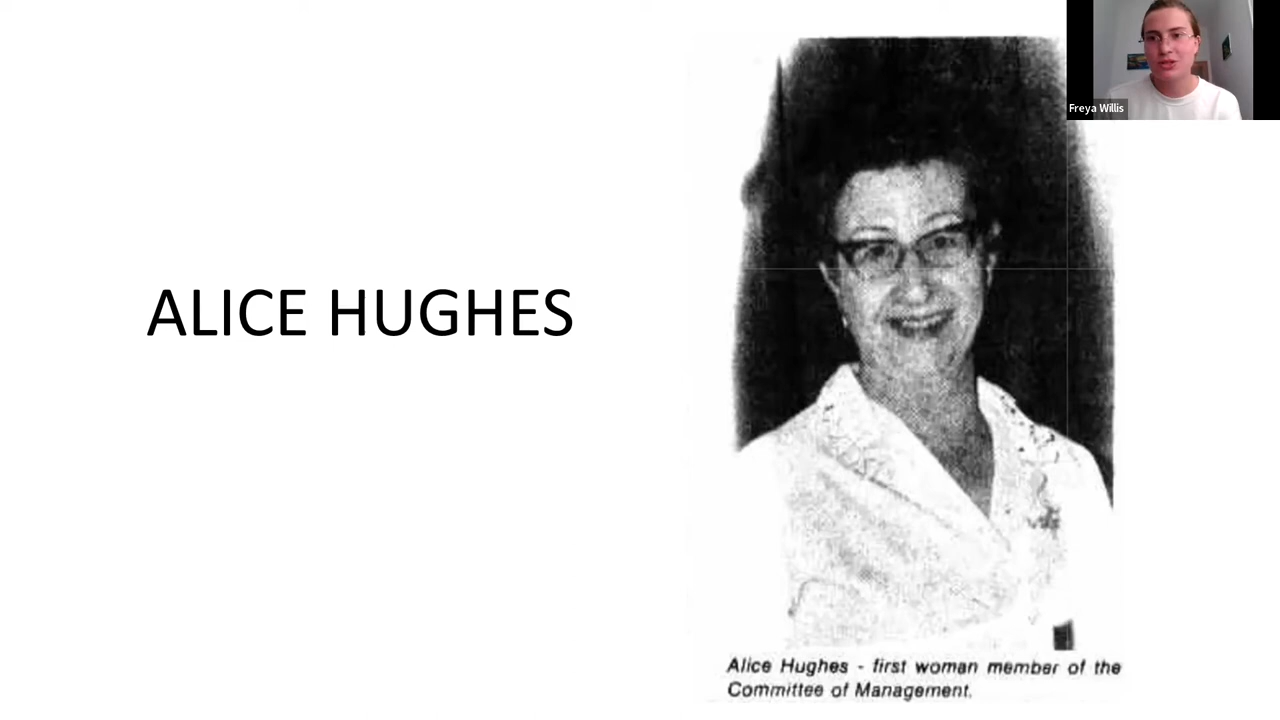 Freya Willis
ALICE HUGHES
Alice Hughes - first woman member of the
Committee of Management.